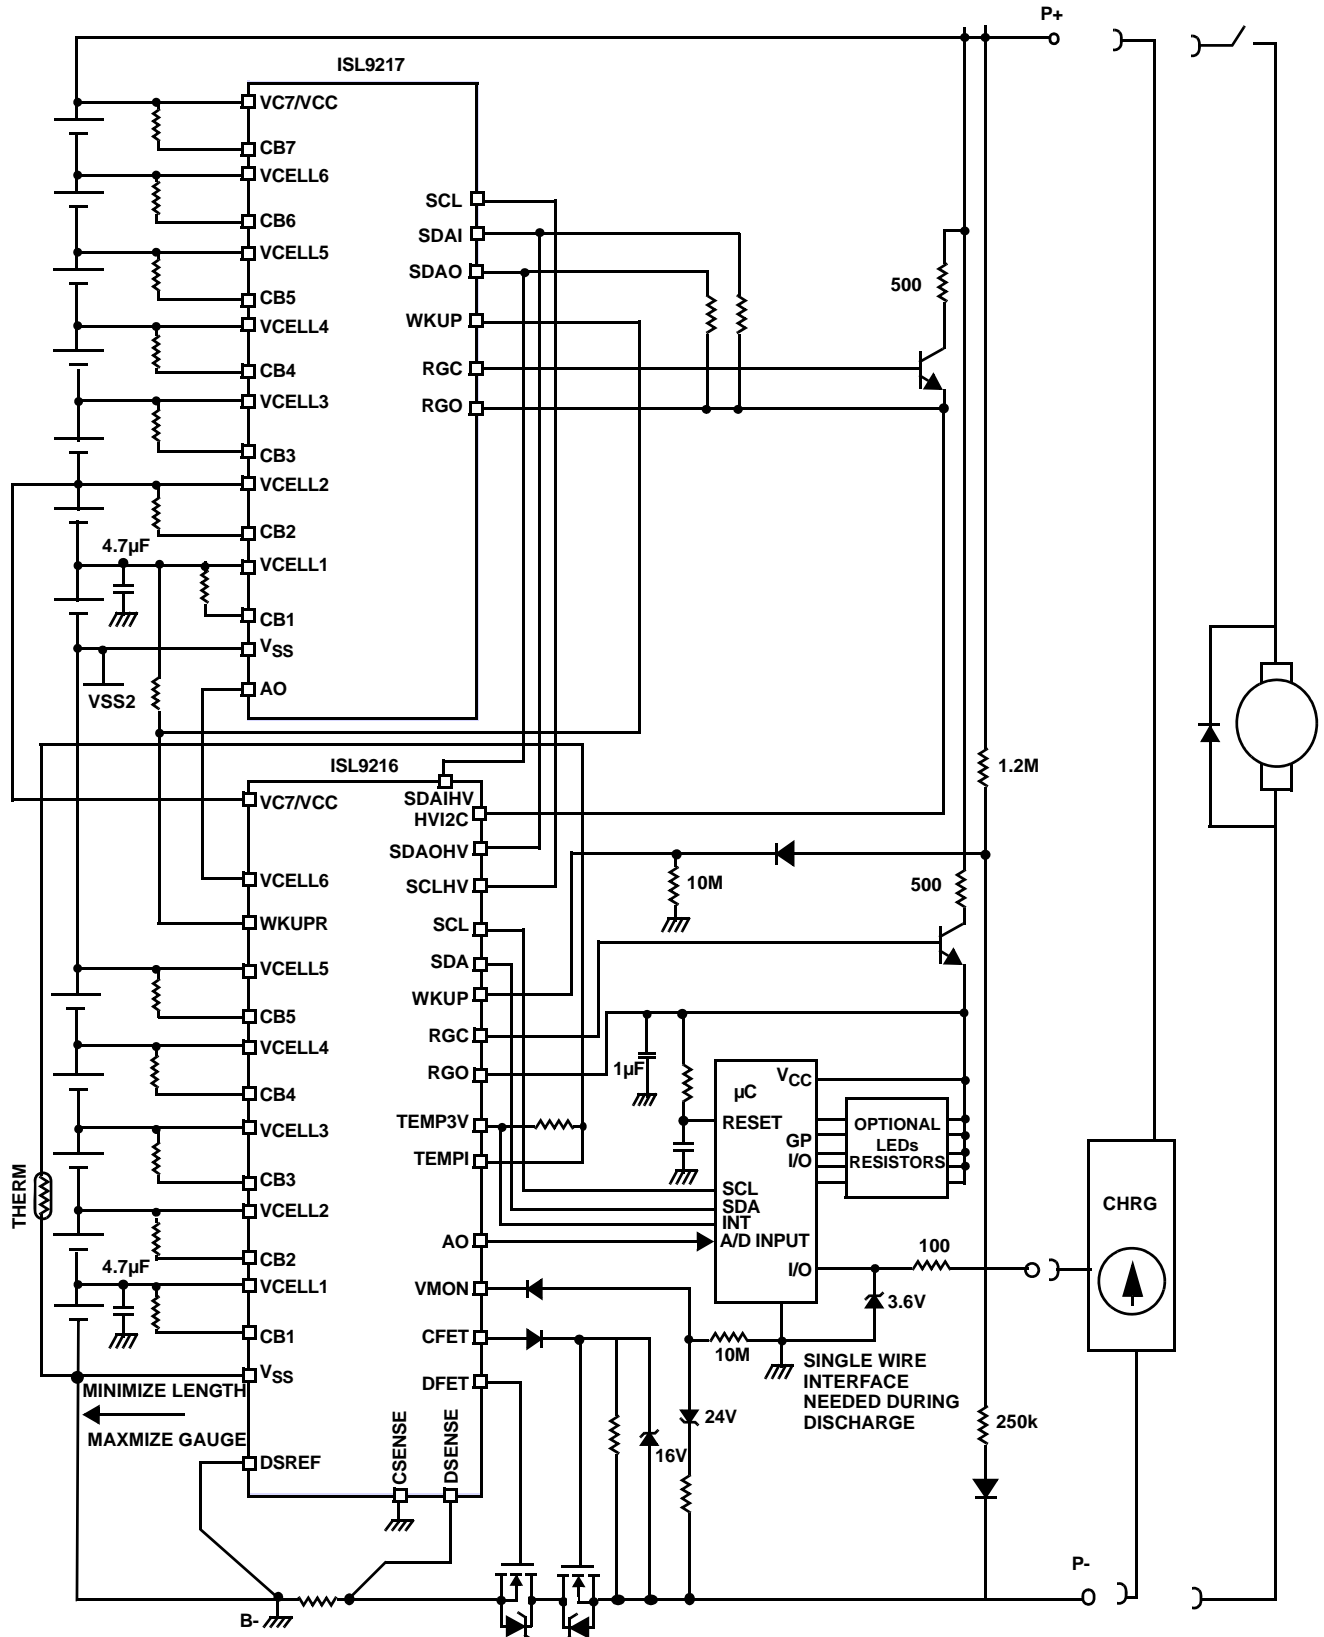 P+
ISL9217
VC7/VCC
CB7
VCELL6
CB6
VCELL5
CB5
VCELL4
CB4
VCELL3
CB3
VCELL2
CB2
4.7µF
VCELL1
CB1
VSS
VSS2
AO
SCL
SDAI
SDAO
WKUP
RGC
RGO
500
1.2M
ISL9216
VC7/VCC
VCELL6
WKUPR
VCELL5
CB5
VCELL4
CB4
VCELL3
CB3
VCELL2
CB2
4.7µF
VCELL1
CB1
VSS
THERM
MINIMIZE LENGTH
MAXMIZE GAUGE
DSREF
CSENSE
DSENSE
SDAIHV
HVI2C
SDAOHV
SCLHV
SCL
SDA
WKUP
RGC
RGO
TEMP3V
TEMPI
AO
VMON
CFET
DFET
10M
500
1µF
µC
VCC
RESET
GP
I/O
SCL
SDA
INT
A/D INPUT
I/O
OPTIONAL
LEDs
RESISTORS
100
3.6V
10M
SINGLE WIRE
INTERFACE
NEEDED DURING
DISCHARGE
24V
16V
250k
CHRG
P-
B-